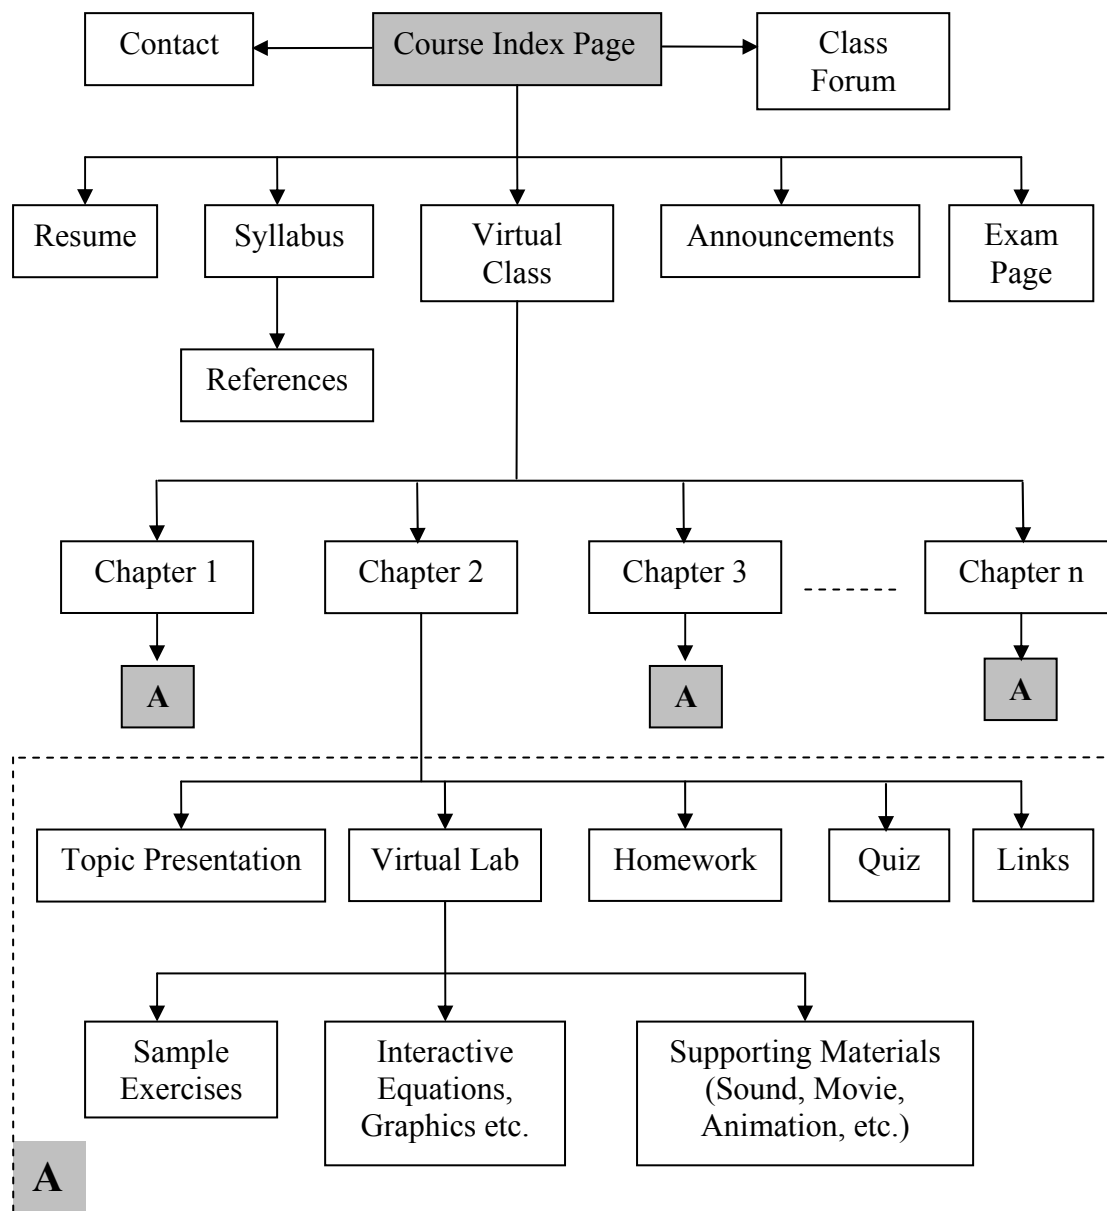 Contact
Course Index Page
Class
Forum
Resume
Syllabus
Virtual
Class
Announcements
Exam
Page
References
Chapter 1
Chapter 2
Chapter 3
Chapter n
A
A
A
Topic Presentation
Virtual Lab
Homework
Quiz
Links
Sample
Exercises
Interactive
Equations,
Graphics etc.
Supporting Materials
(Sound, Movie,
Animation, etc.)
A